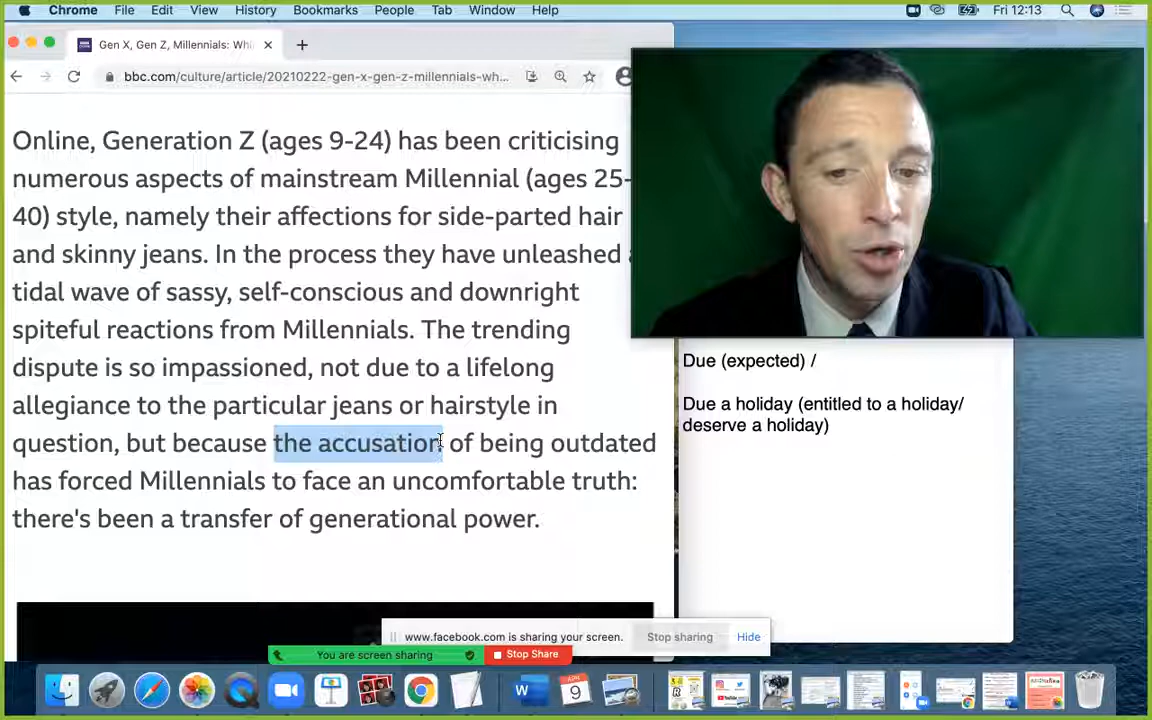 Chrome File Edit View History Bookmarks People Tab Window Help Fri 12:13
Gen X, Gen Z, Millennials: Whi
bbc.com/culture/article/20210222-gen-x-gen-z-millennials-wh...
Online, Generation Z (ages 9-24) has been criticising
numerous aspects of mainstream Millennial (ages 25-
40) style, namely their affections for side-parted hair
and skinny jeans. In the process they have unleashed a
tidal wave of sassy, self-conscious and downright
spiteful reactions from Millennials. The trending
dispute is so impassioned, not due to a lifelong
allegiance to the particular jeans or hairstyle in
question, but because the accusation of being outdated
has forced Millennials to face an uncomfortable truth:
there's been a transfer of generational power.
Due (expected) /
Due a holiday (entitled to a holiday/
deserve a holiday)
www.facebook.com is sharing your screen. Stop sharing Hide
You are screen sharing Stop Share
APR
9
W